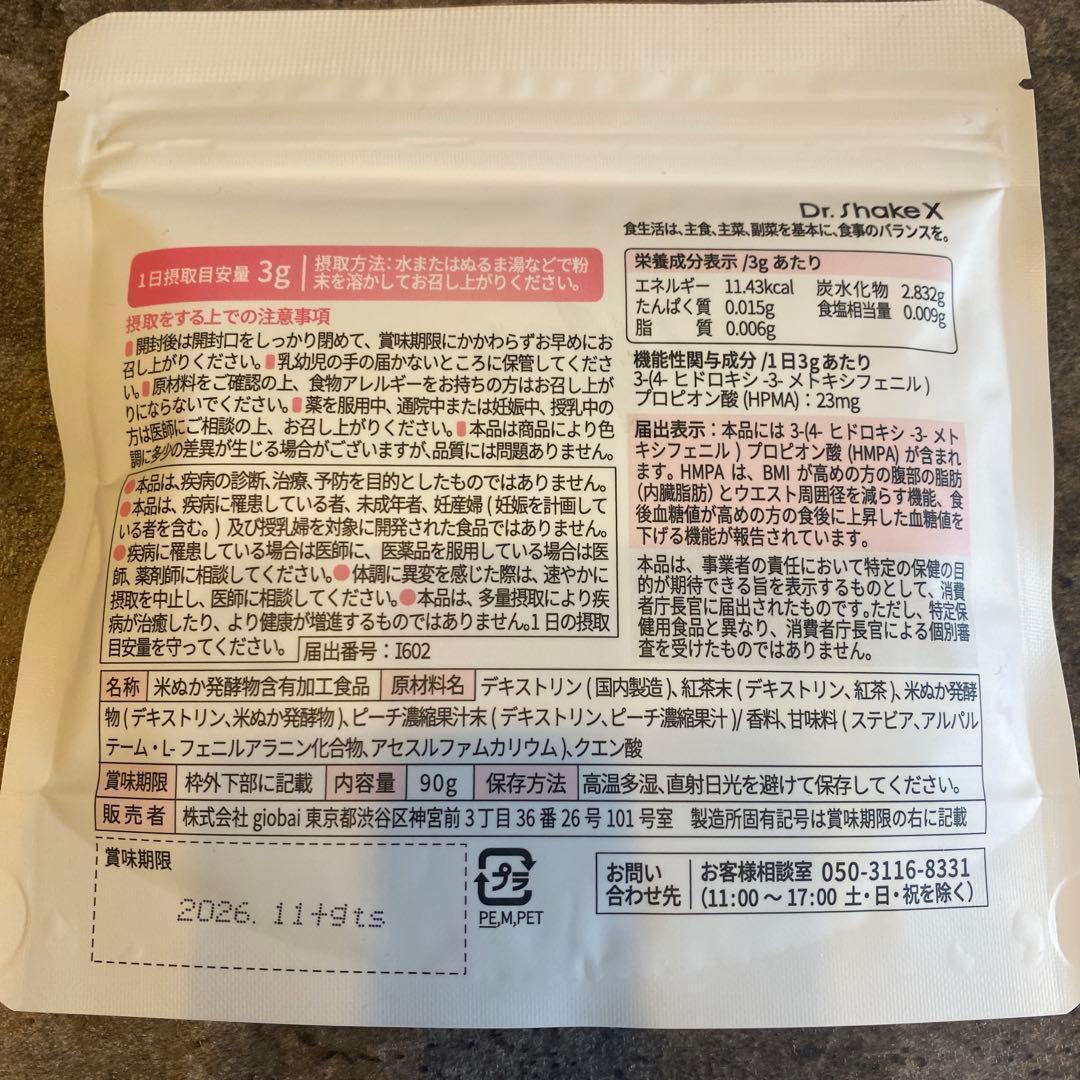 Dr.ShakeX
食生活は、主食、主菜、副菜を基本に、食事のバランスを。
1日摂取目安量 3g
摂取方法：水またはぬるま湯などで粉
末を溶かしてお召し上がりください。
摂取をする上での注意事項
開封後は開封口をしっかり閉めて、賞味期限にかかわらずお早めにお
召し上がりください。 乳幼児の手の届かないところに保管してくださ
い。 原材料をご確認の上、食物アレルギーをお持ちの方はお召し上が
りにならないでください。 薬を服用中、通院中または妊娠中、授乳中の
方は医師にご相談の上、お召し上がりください。 本品は商品により色
調に多少の差異が生じる場合がございますが、品質には問題ありません。
●本品は、疾病の診断、治療、予防を目的としたものではありません。
●本品は、疾病に罹患している者、未成年者、妊産婦 ( 妊娠を計画して
いる者を含む。) 及び授乳婦を対象に開発された食品ではありません。
●疾病に罹患している場合は医師に、医薬品を服用している場合は医
師、薬剤師に相談してください。●体調に異変を感じた際は、速やかに
摂取を中止し、医師に相談してください。●本品は、多量摂取により疾
病が治癒したり、より健康が増進するものではありません。1日の摂取
目安量を守ってください。
届出番号：I602
栄養成分表示 /3g あたり
エネルギー 11.43kcal 炭水化物 2.832g
たんぱく質 0.015g 食塩相当量 0.009g
脂 質 0.006g
機能性関与成分 /1日3gあたり
3-(4- ヒドロキシ -3- メトキシフェニル )
プロピオン酸 (HPMA)：23mg
届出表示：本品には 3-(4- ヒドロキシ -3- メト
キシフェニル ) プロピオン酸 (HMPA) が含まれ
ます。HMPA は、BMI が高めの方の腹部の脂肪
(内臓脂肪) とウエスト周囲径を減らす機能、食
後血糖値が高めの方の食後に上昇した血糖値を
下げる機能が報告されています。
本品は、事業者の責任において特定の保健の目
的が期待できる旨を表示するものとして、消費
者庁長官に届出されたものです。ただし、特定保
健用食品と異なり、消費者庁長官による個別審
査を受けたものではありません。
名称 米ぬか発酵物含有加工食品 原材料名 デキストリン ( 国内製造 )、紅茶末 ( デキストリン、紅茶 )、米ぬか発酵
物 ( デキストリン、米ぬか発酵物 )、ピーチ濃縮果汁末 ( デキストリン、ピーチ濃縮果汁 )/ 香料、甘味料 ( ステビア、アルパル
テーム・L- フェニルアラニン化合物、アセスルファムカリウム )、クエン酸
賞味期限 枠外下部に記載 内容量 90g 保存方法 高温多湿、直射日光を避けて保存してください。
販売者 株式会社 giobai 東京都渋谷区神宮前 3丁目 36 番 26 号 101 号室 製造所固有記号は賞味期限の右に記載
賞味期限
2026. 11+gts
プラ
PE,M,PET
お問い
合わせ先
お客様相談室 050-3116-8331
(11:00 〜 17:00 土・日・祝を除く)